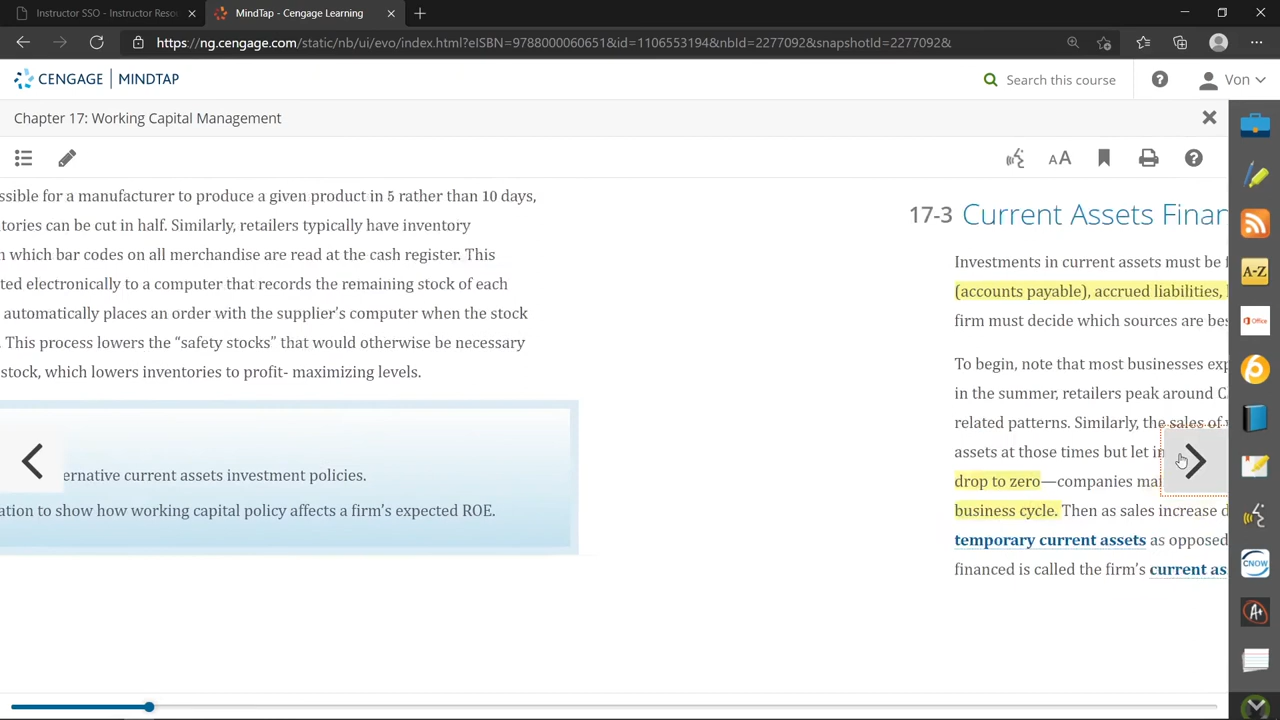 Instructor SSO - Instructor Resou
MindTap - Cengage Learning
https://ng.cengage.com/static/nb/ui/evo/index.html?eISBN=9788000060651&id=1106553194&nbId=2277092&snapshotId=2277092&
CENGAGE | MINDTAP
Search this course
Von
Chapter 17: Working Capital Management
AA
ssible for a manufacturer to produce a given product in 5 rather than 10 days,
tories can be cut in half. Similarly, retailers typically have inventory
n which bar codes on all merchandise are read at the cash register. This
ted electronically to a computer that records the remaining stock of each
automatically places an order with the supplier's computer when the stock
. This process lowers the “safety stocks” that would otherwise be necessary
stock, which lowers inventories to profit- maximizing levels.
ernative current assets investment policies.
ation to show how working capital policy affects a firm's expected ROE.
17-3 Current Assets Finan
Investments in current assets must be f
(accounts payable), accrued liabilities,
firm must decide which sources are bes
To begin, note that most businesses exp
in the summer, retailers peak around C
related patterns. Similarly, the sales of
assets at those times but let in
drop to zero—companies mai
business cycle. Then as sales increase d
temporary current assets as opposed
financed is called the firm's current as
A-Z
Office
CNOW
A+